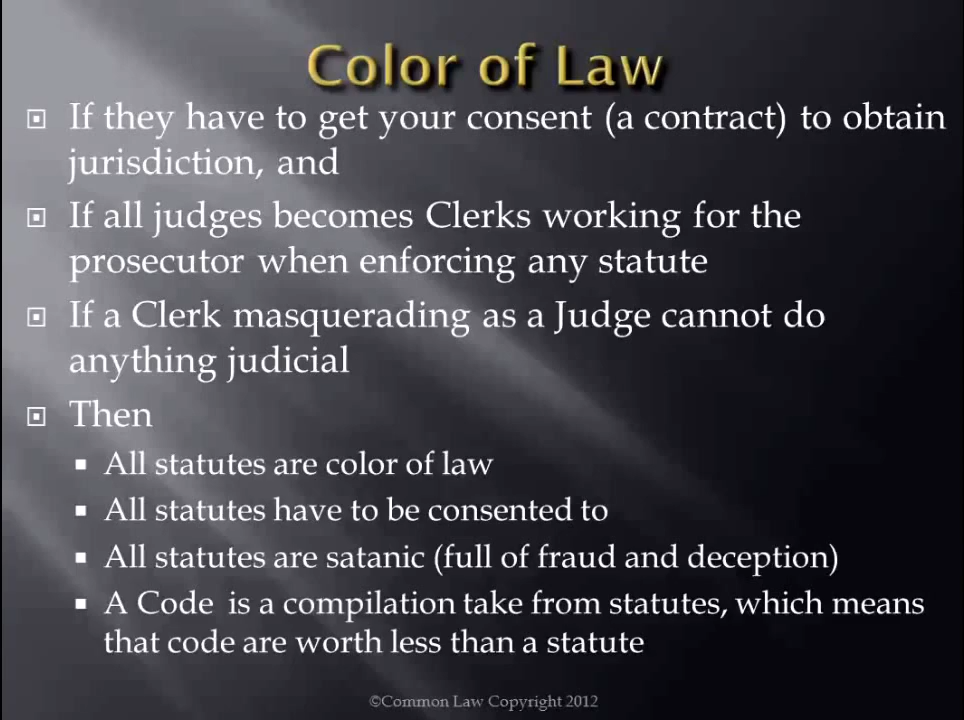 Color of Law
If they have to get your consent (a contract) to obtain
jurisdiction, and
If all judges becomes Clerks working for the
prosecutor when enforcing any statute
If a Clerk masquerading as a Judge cannot do
anything judicial
Then
All statutes are color of law
All statutes have to be consented to
All statutes are satanic (full of fraud and deception)
A Code is a compilation take from statutes, which means
that code are worth less than a statute
©Common Law Copyright 2012